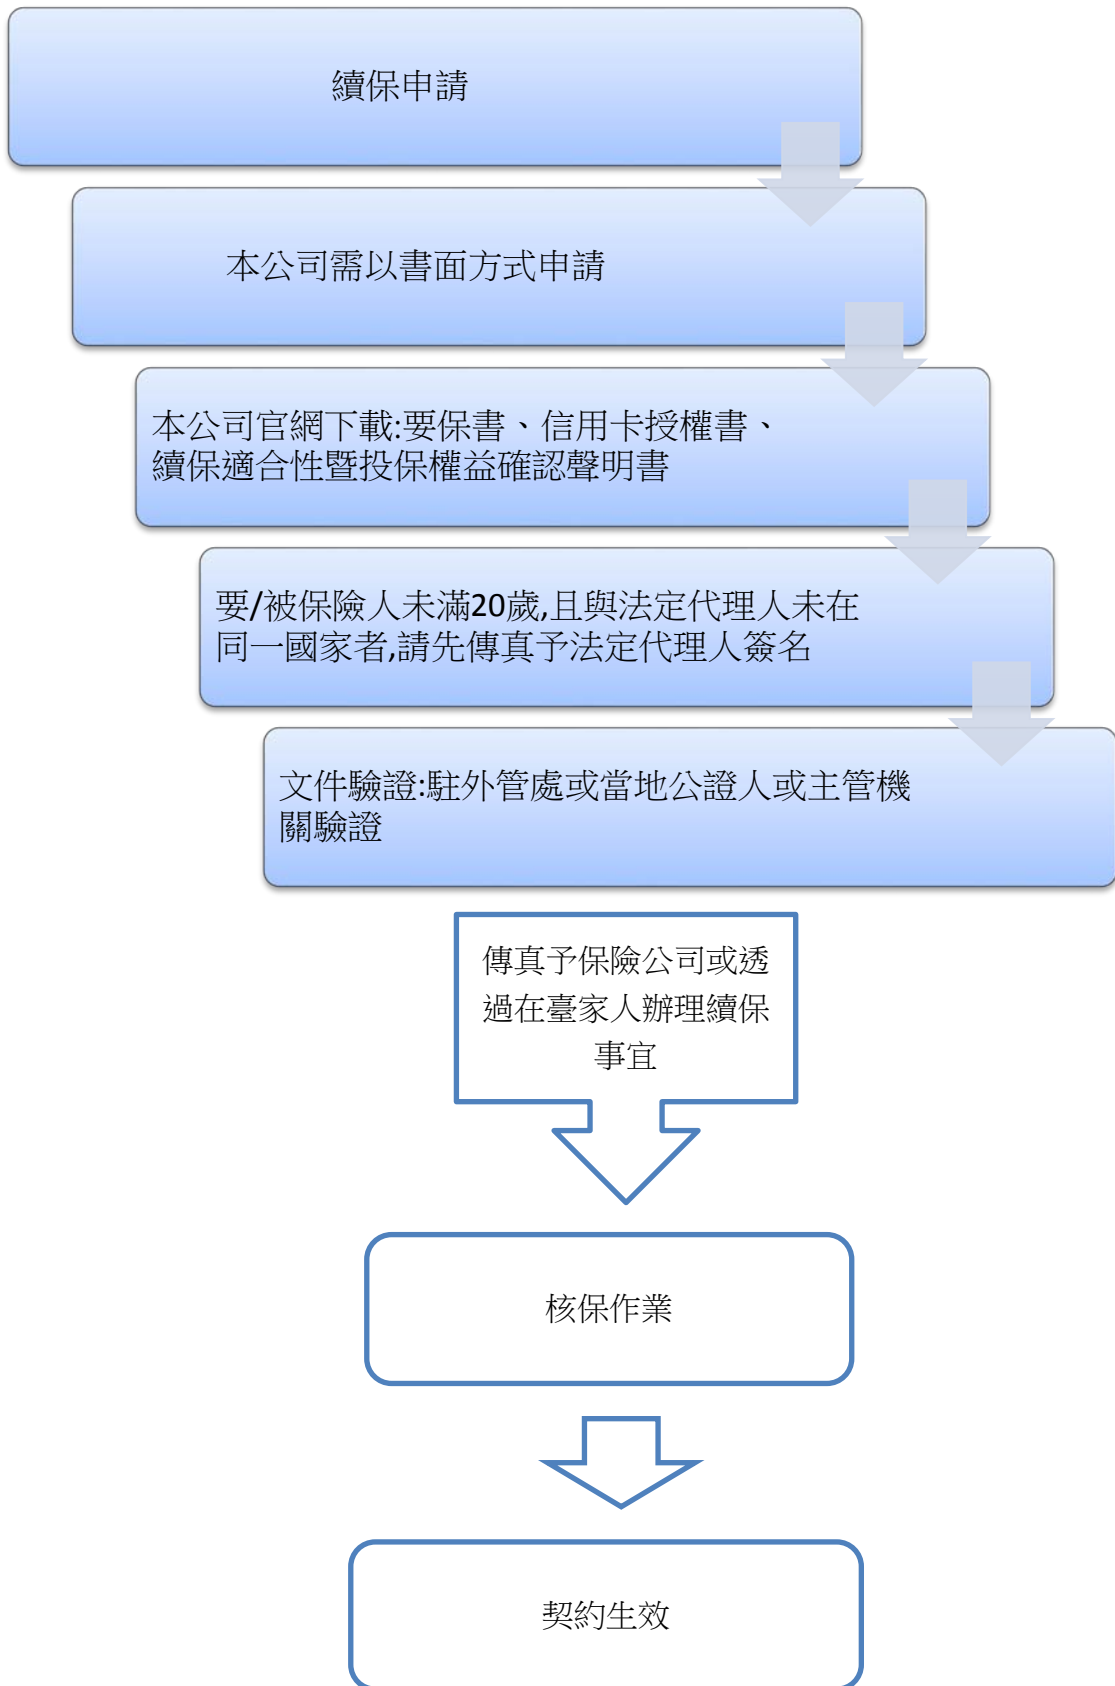 續保申請
本公司需以書面方式申請
本公司官網下載:要保書、信用卡授權書、
續保適合性暨投保權益確認聲明書
要/被保險人未滿20歲,且與法定代理人未在
同一國家者,請先傳真予法定代理人簽名
文件驗證:駐外管處或當地公證人或主管機
關驗證
傳真予保險公司或透
過在臺家人辦理續保
事宜
核保作業
契約生效